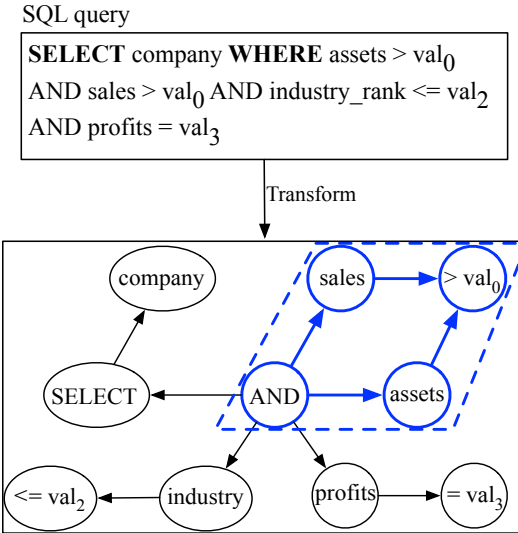 SQL query
SELECT company WHERE assets > val0
AND sales > val0 AND industry_rank <= val2
AND profits = val3
Transform
company
sales
> val0
SELECT
AND
assets
<= val2
industry
profits
= val3